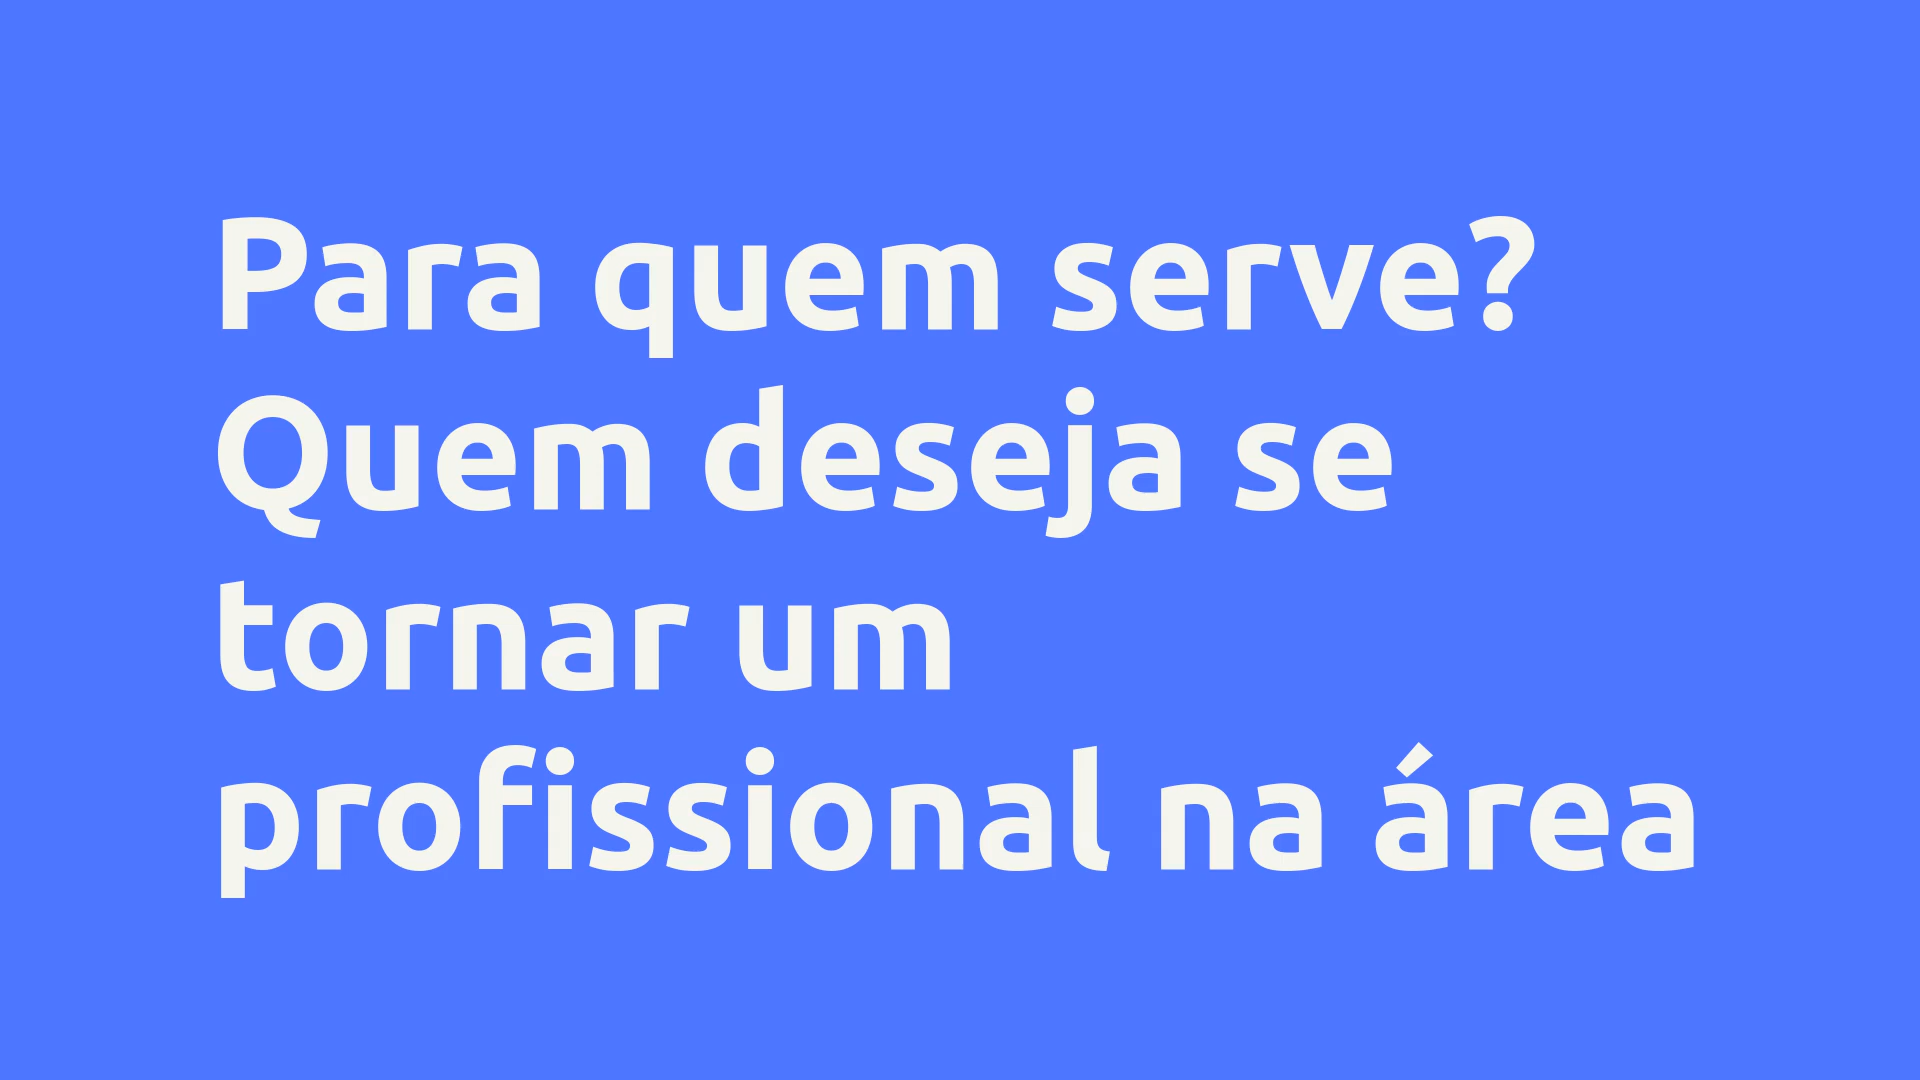 Para quem serve?
Quem deseja se
tornar um
profissional na área